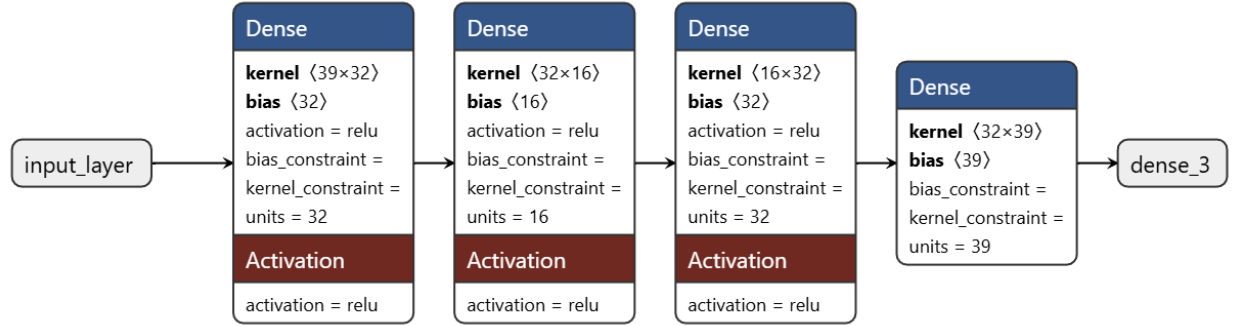 input_layer
Dense
kernel 〈39×32〉
bias 〈32〉
activation = relu
bias_constraint =
kernel_constraint =
units = 32
Activation
activation = relu
Dense
kernel 〈32×16〉
bias 〈16〉
activation = relu
bias_constraint =
kernel_constraint =
units = 16
Activation
activation = relu
Dense
kernel 〈16×32〉
bias 〈32〉
activation = relu
bias_constraint =
kernel_constraint =
units = 32
Activation
activation = relu
Dense
kernel 〈32×39〉
bias 〈39〉
bias_constraint =
kernel_constraint =
units = 39
dense_3